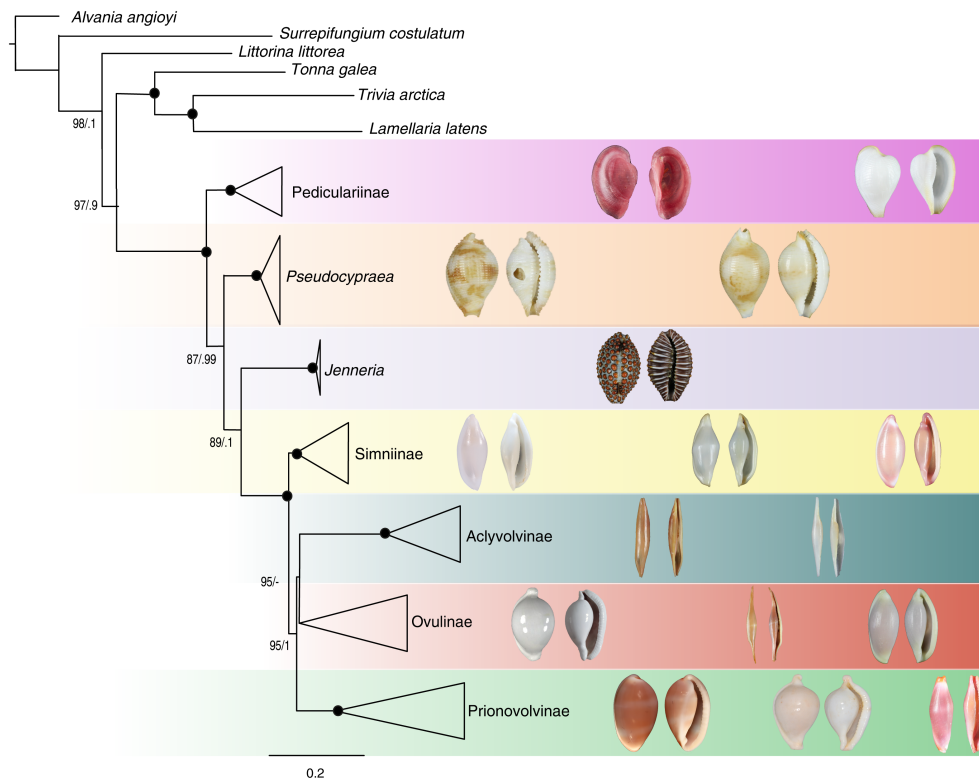 Alvania angioyi
Surrepifungium costulatum
Littorina littorea
Tonna galea
Trivia arctica
98/.1
Lamellaria latens
Pediculariinae
97/.9
Pseudocypraea
87/.99
Jenneria
89/.1
Simniinae
Aclyvolvinae
95/-
Ovulinae
95/1
Prionovolvinae
0.2